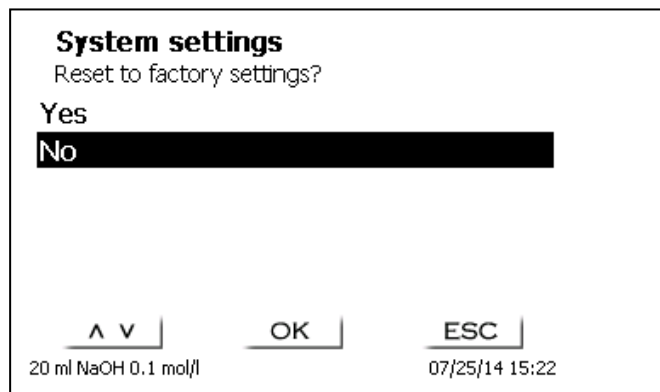 System settings
Reset to factory settings?
Yes
No
∧ ∨ OK ESC
20 ml NaOH 0.1 mol/l 07/25/14 15:22